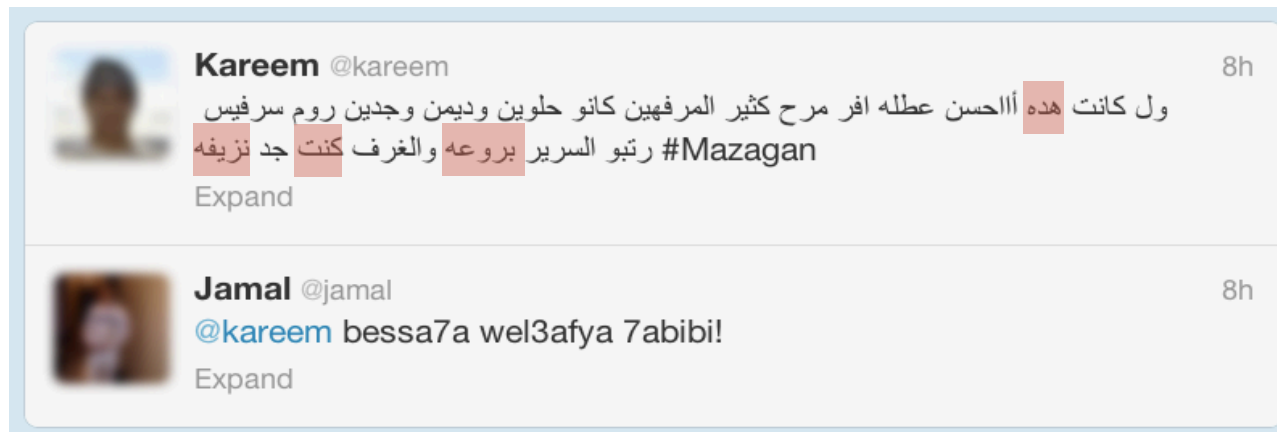 Kareem @kareem 8h
ول كانت هده أااحسن عطله افر مرح كثير المرفهين كانو حلوين وديمن وجدين روم سرفيس
#Mazagan رتبو السرير بروعه والغرف كنت جد نزيفه
Expand
Jamal @jamal 8h
@kareem bessa7a wel3afya 7abibi!
Expand